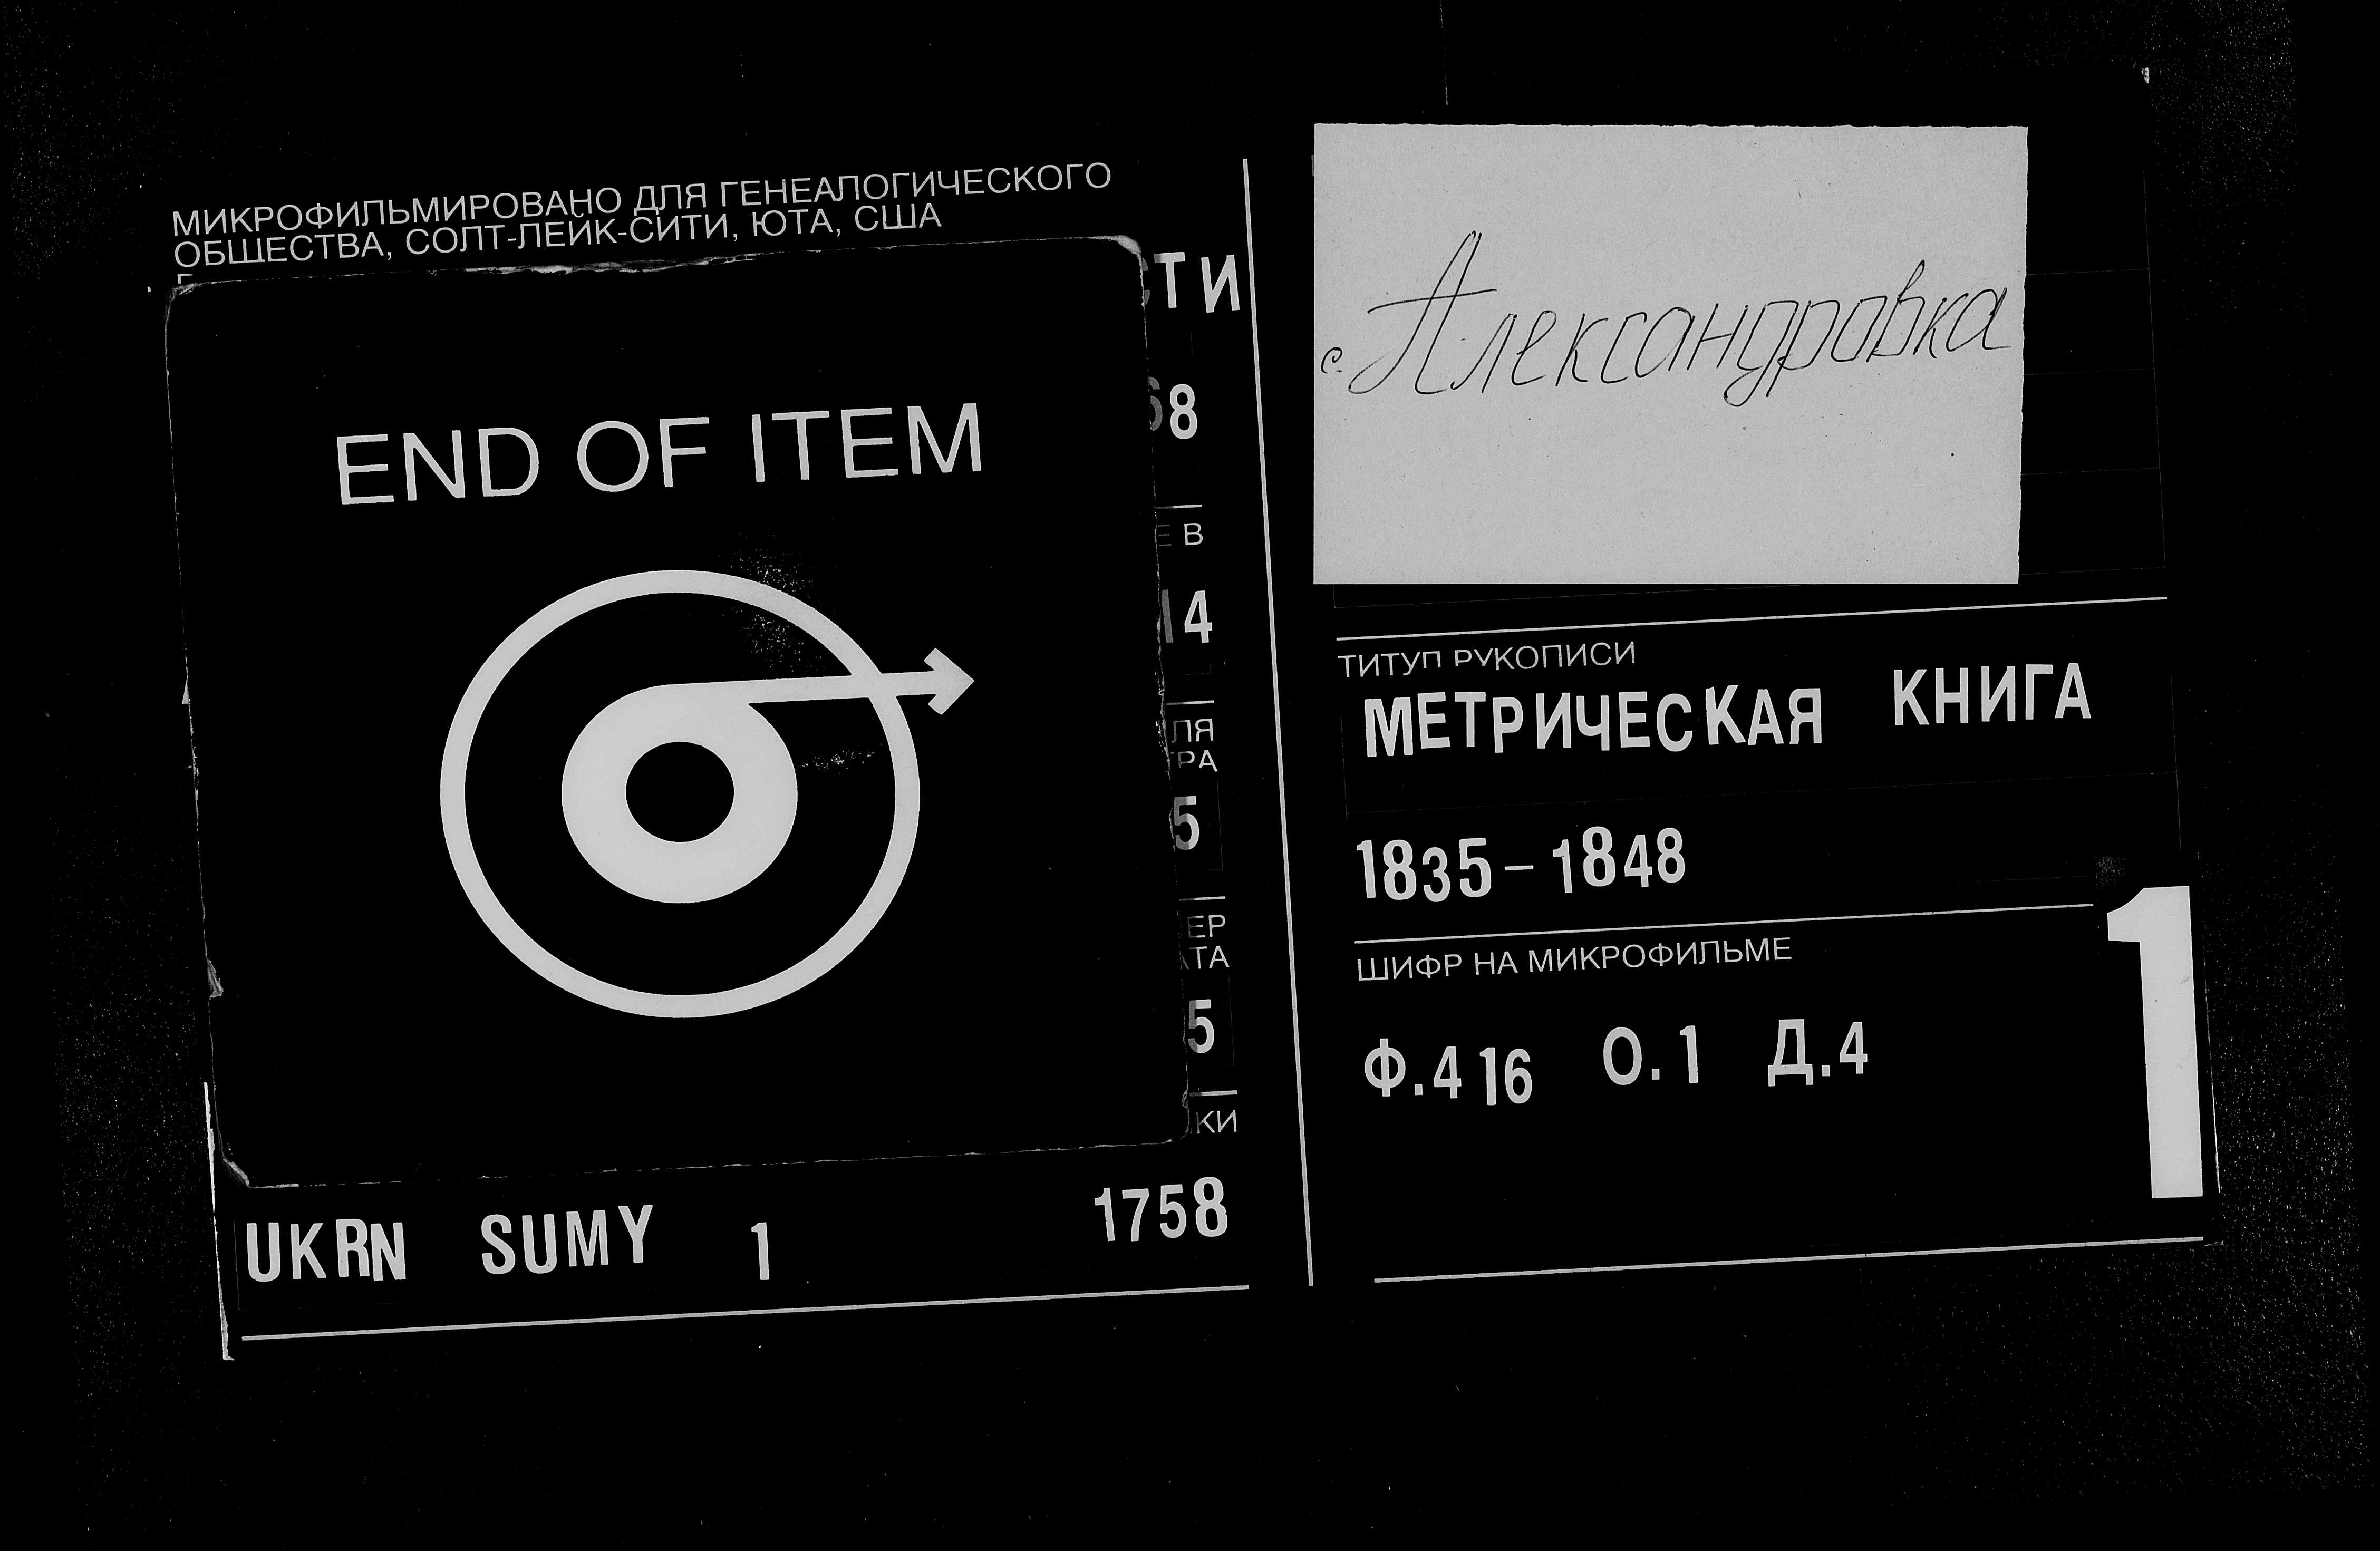 МИКРОФИЛЬМИРОВАНО ДЛЯ ГЕНЕАЛОГИЧЕСКОГО
ОБЩЕСТВА, СОЛТ-ЛЕЙК-СИТИ, ЮТА, США
END OF ITEM
UKRN SUMY 1 1758
с. Александровка
ТИТУЛ РУКОПИСИ
МЕТРИЧЕСКАЯ КНИГА
1835-1848
ШИФР НА МИКРОФИЛЬМЕ
Ф.416 О.1 Д.4
1